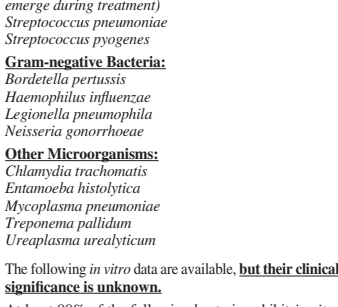 emerge during treatment)
Streptococcus pneumoniae
Streptococcus pyogenes
Gram-negative Bacteria:
Bordetella pertussis
Haemophilus influenzae
Legionella pneumophila
Neisseria gonorrhoeae
Other Microorganisms:
Chlamydia trachomatis
Entamoeba histolytica
Mycoplasma pneumoniae
Treponema pallidum
Ureaplasma urealyticum
The following in vitro data are available, but their clinical
significance is unknown.